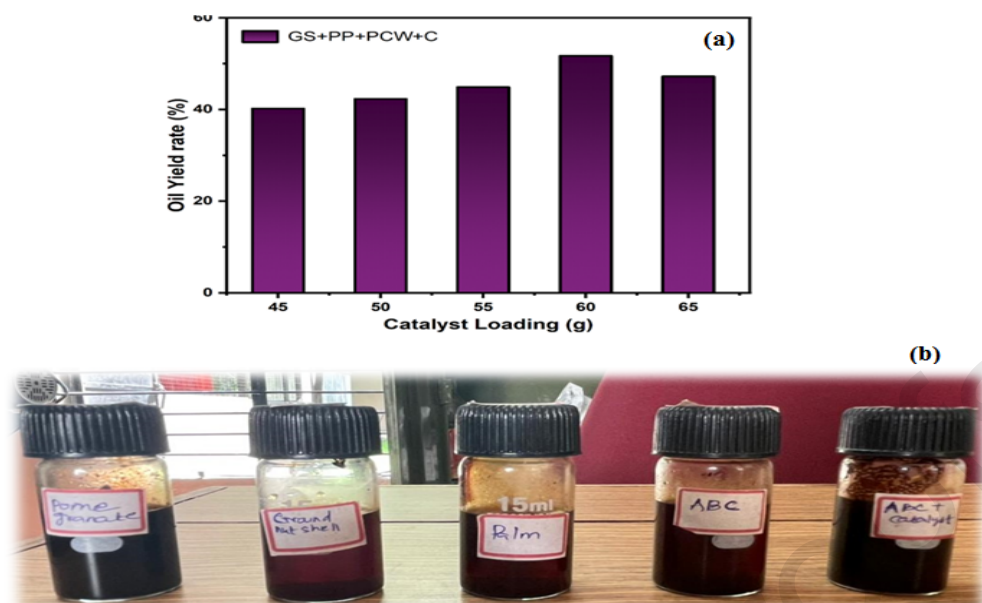 60
GS+PP+PCW+C
(a)
40
20
0
Oil Yield rate (%)
45 50 55 60 65
Catalyst Loading (g)
(b)
Pome
granate
Ground
nut shell
15ml
Palm
ABC
ABC+
Catalyst